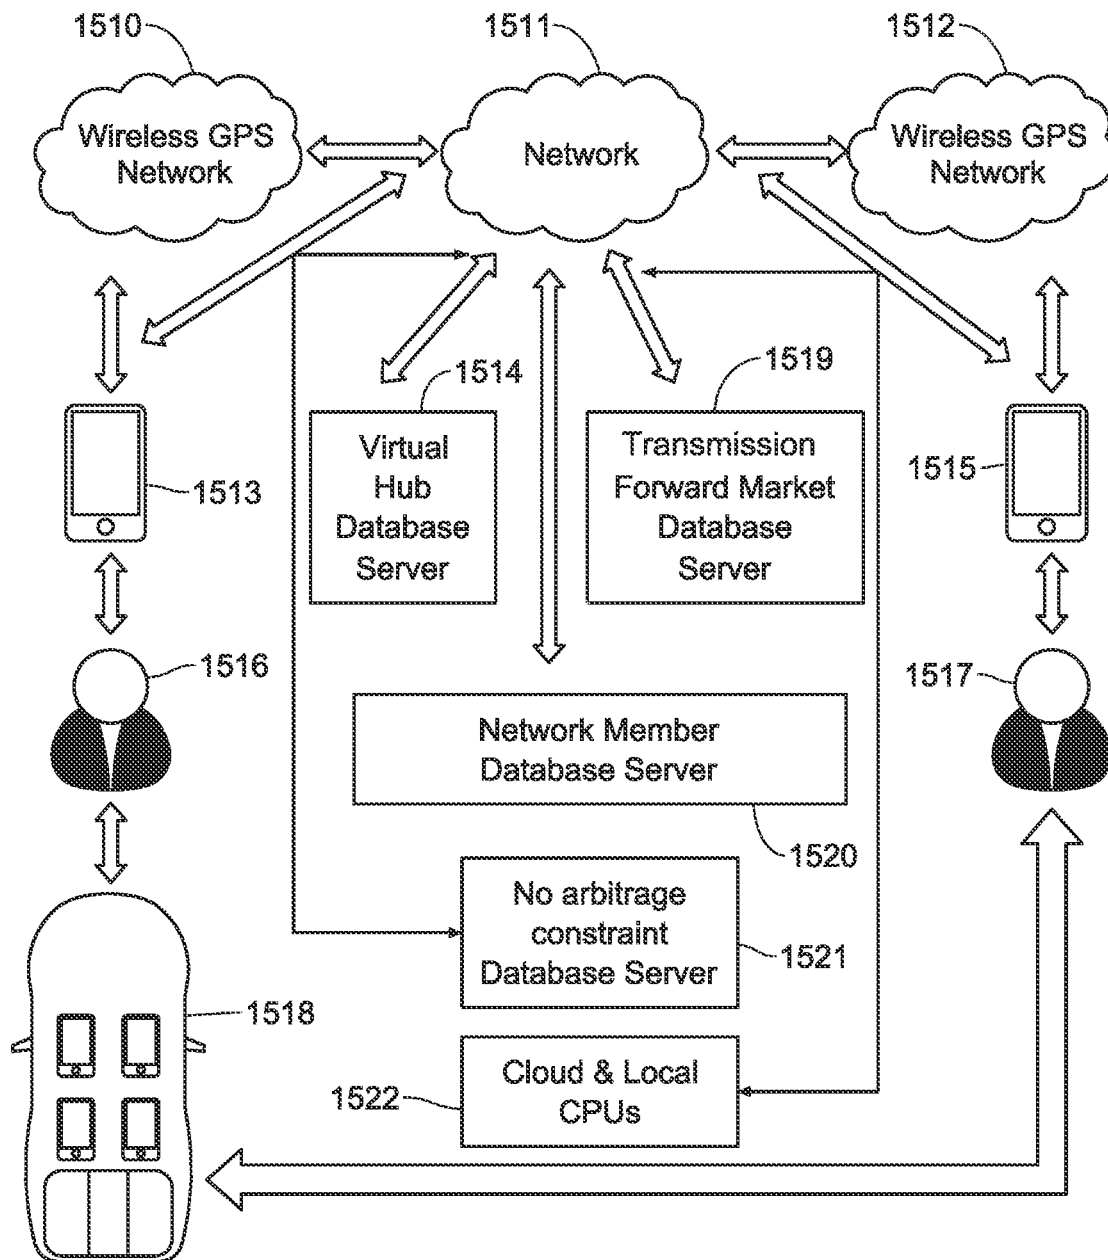 1510
1511
1512
Wireless GPS
Network
Network
Wireless GPS
Network
1514
1519
Virtual
Hub
Database
Server
Transmission
Forward Market
Database
Server
1513
1515
1516
1517
Network Member
Database Server
1520
No arbitrage
constraint
Database Server
1521
1518
Cloud & Local
CPUs
1522